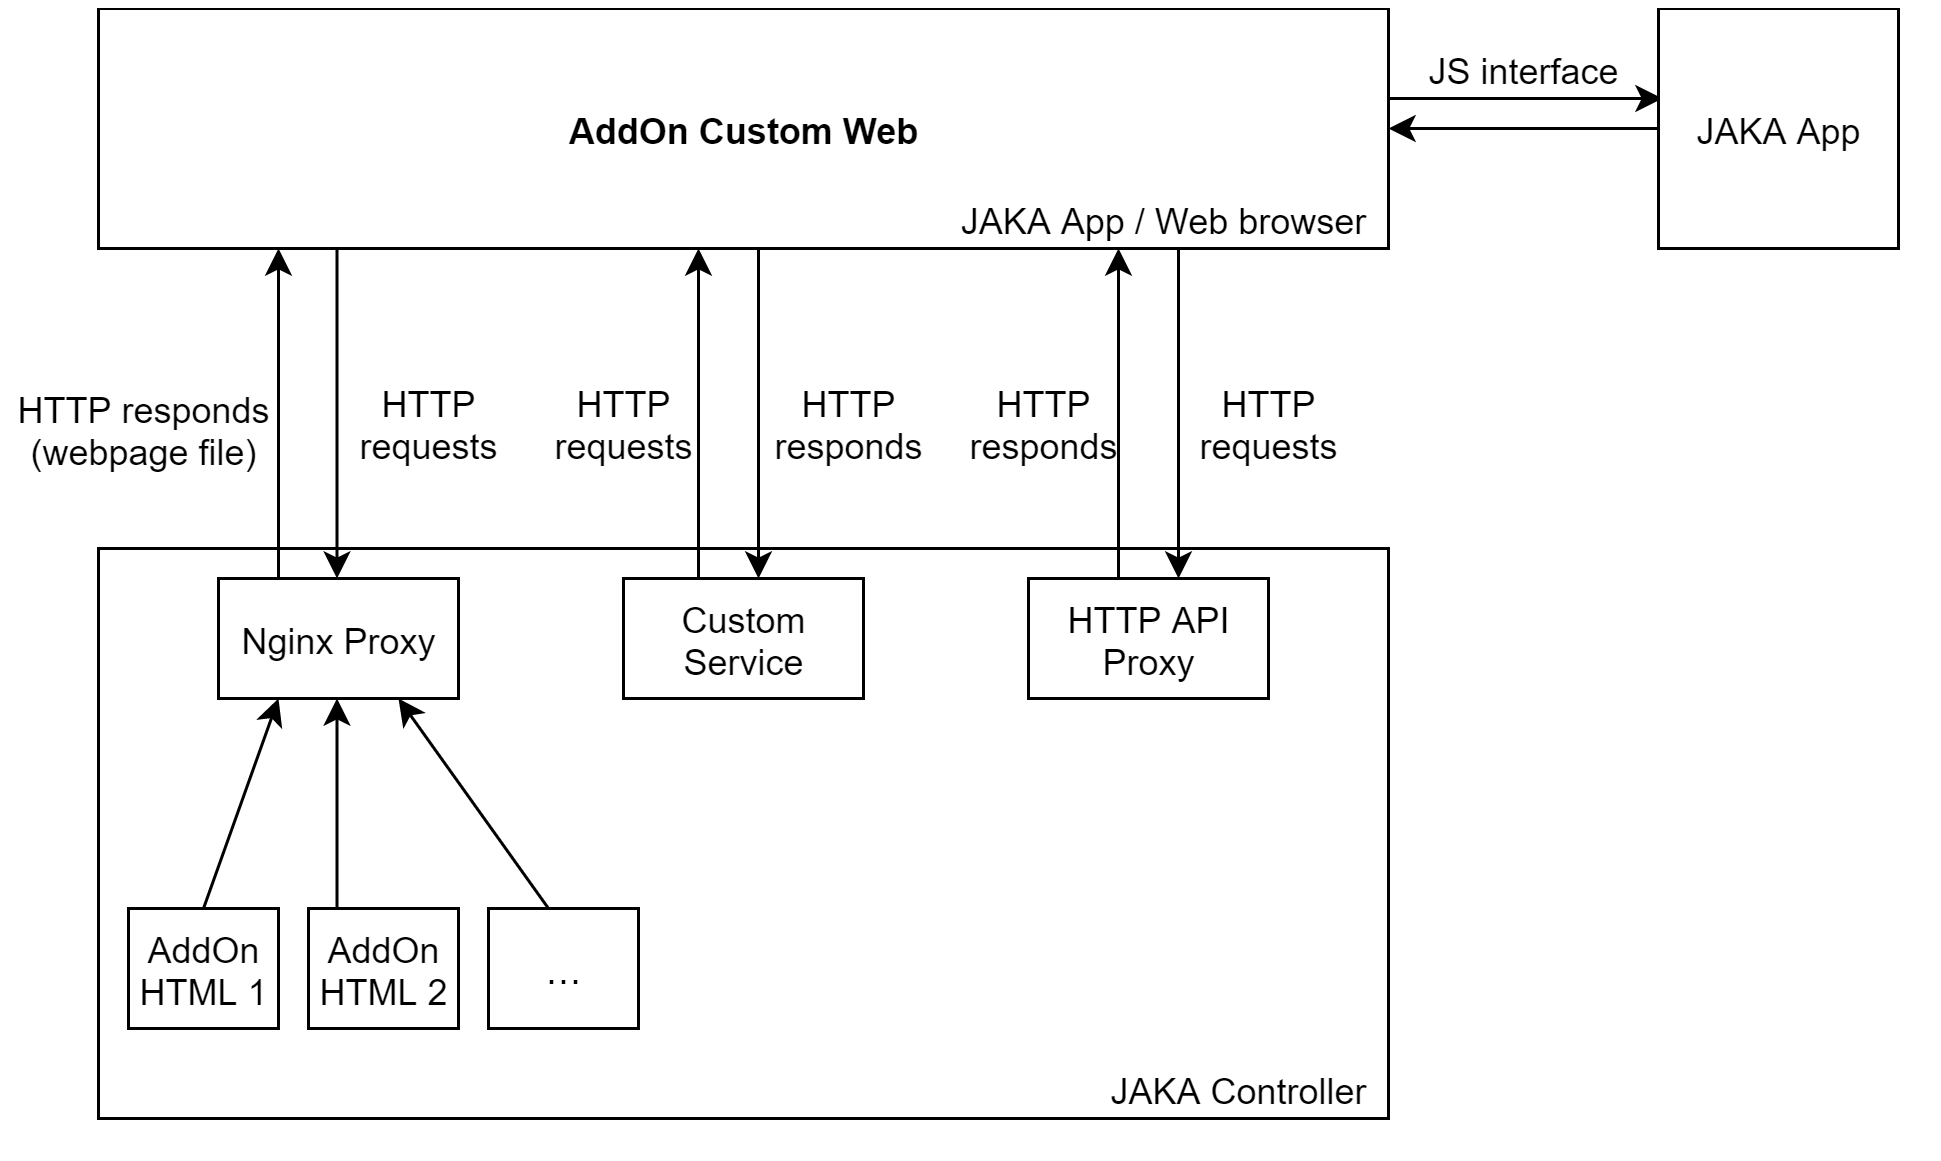 AddOn Custom Web
JAKA App / Web browser
JS interface
JAKA App
HTTP responds
(webpage file)
HTTP
requests
HTTP
requests
HTTP
responds
HTTP
responds
HTTP
requests
Nginx Proxy
Custom
Service
HTTP API
Proxy
AddOn
HTML 1
AddOn
HTML 2
...
JAKA Controller